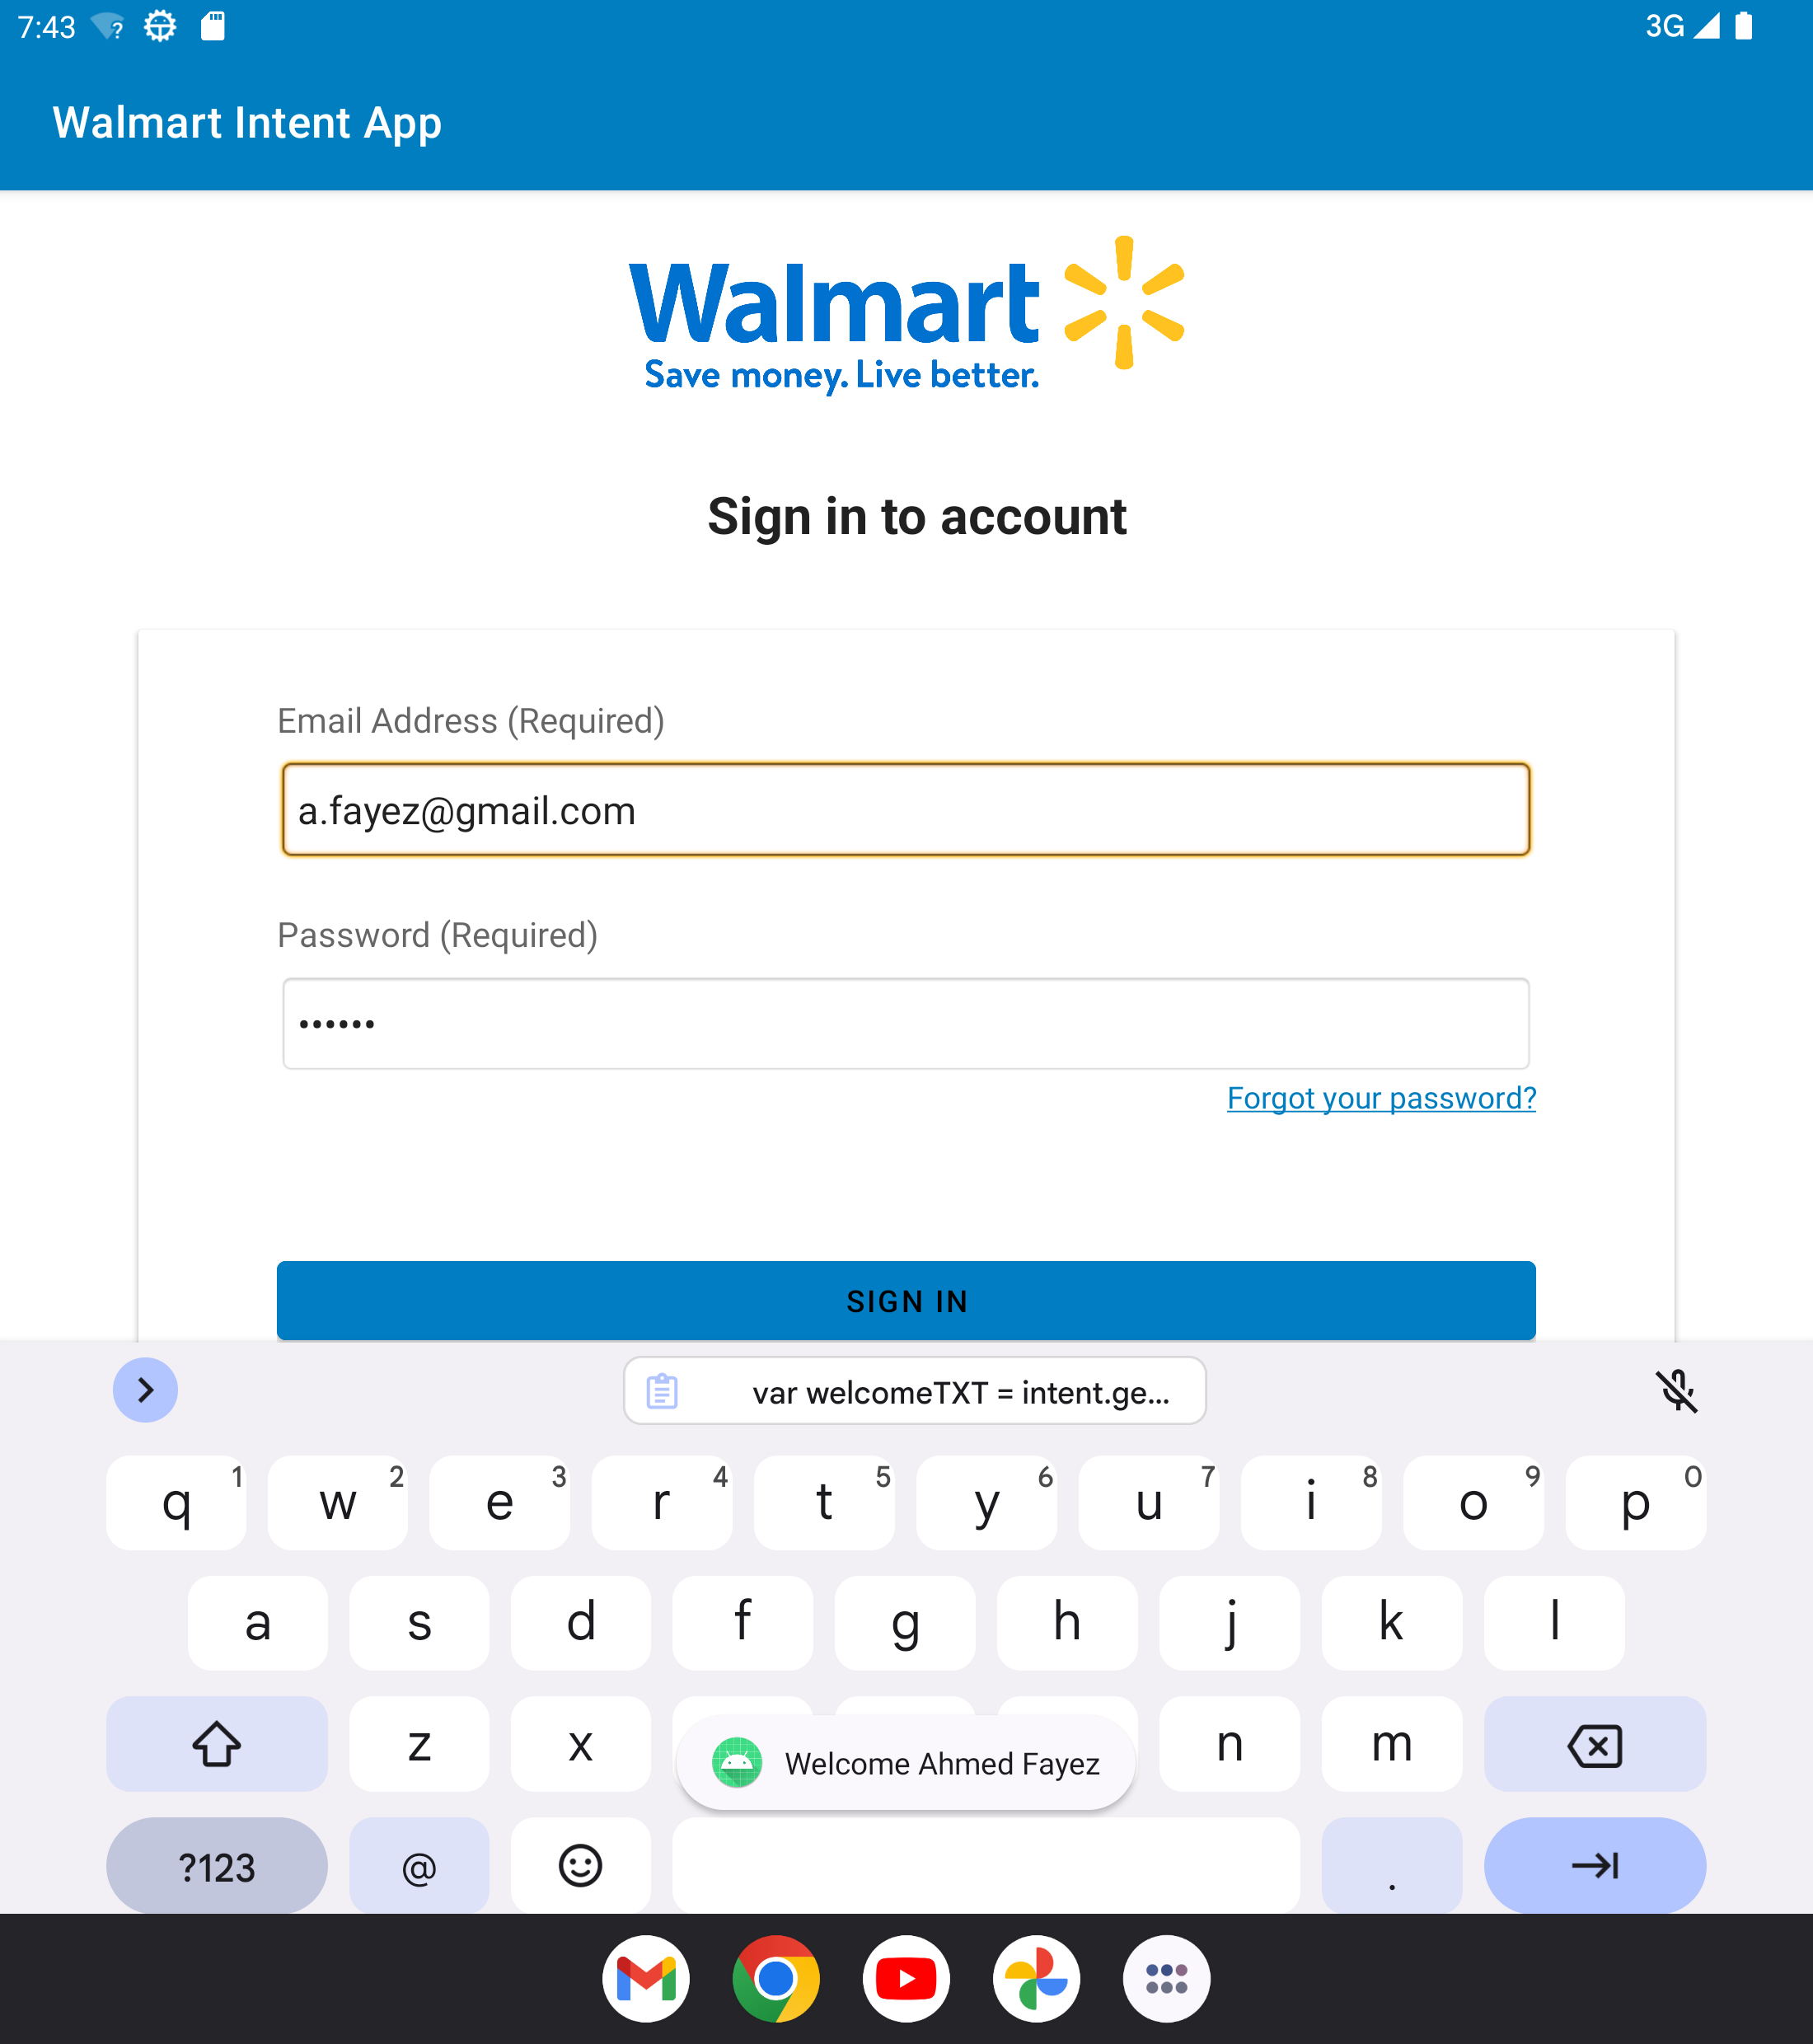 7:43
3G
Walmart Intent App
Walmart
Save money. Live better.
Sign in to account
Email Address (Required)
a.fayez@gmail.com
Password (Required)
••••••
Forgot your password?
SIGN IN
var welcomeTXT = intent.ge...
q 1 w 2 e 3 r 4 t 5 y 6 u 7 i 8 o 9 p 0
a s d f g h j k l
z x n m
Welcome Ahmed Fayez
?123 @ .